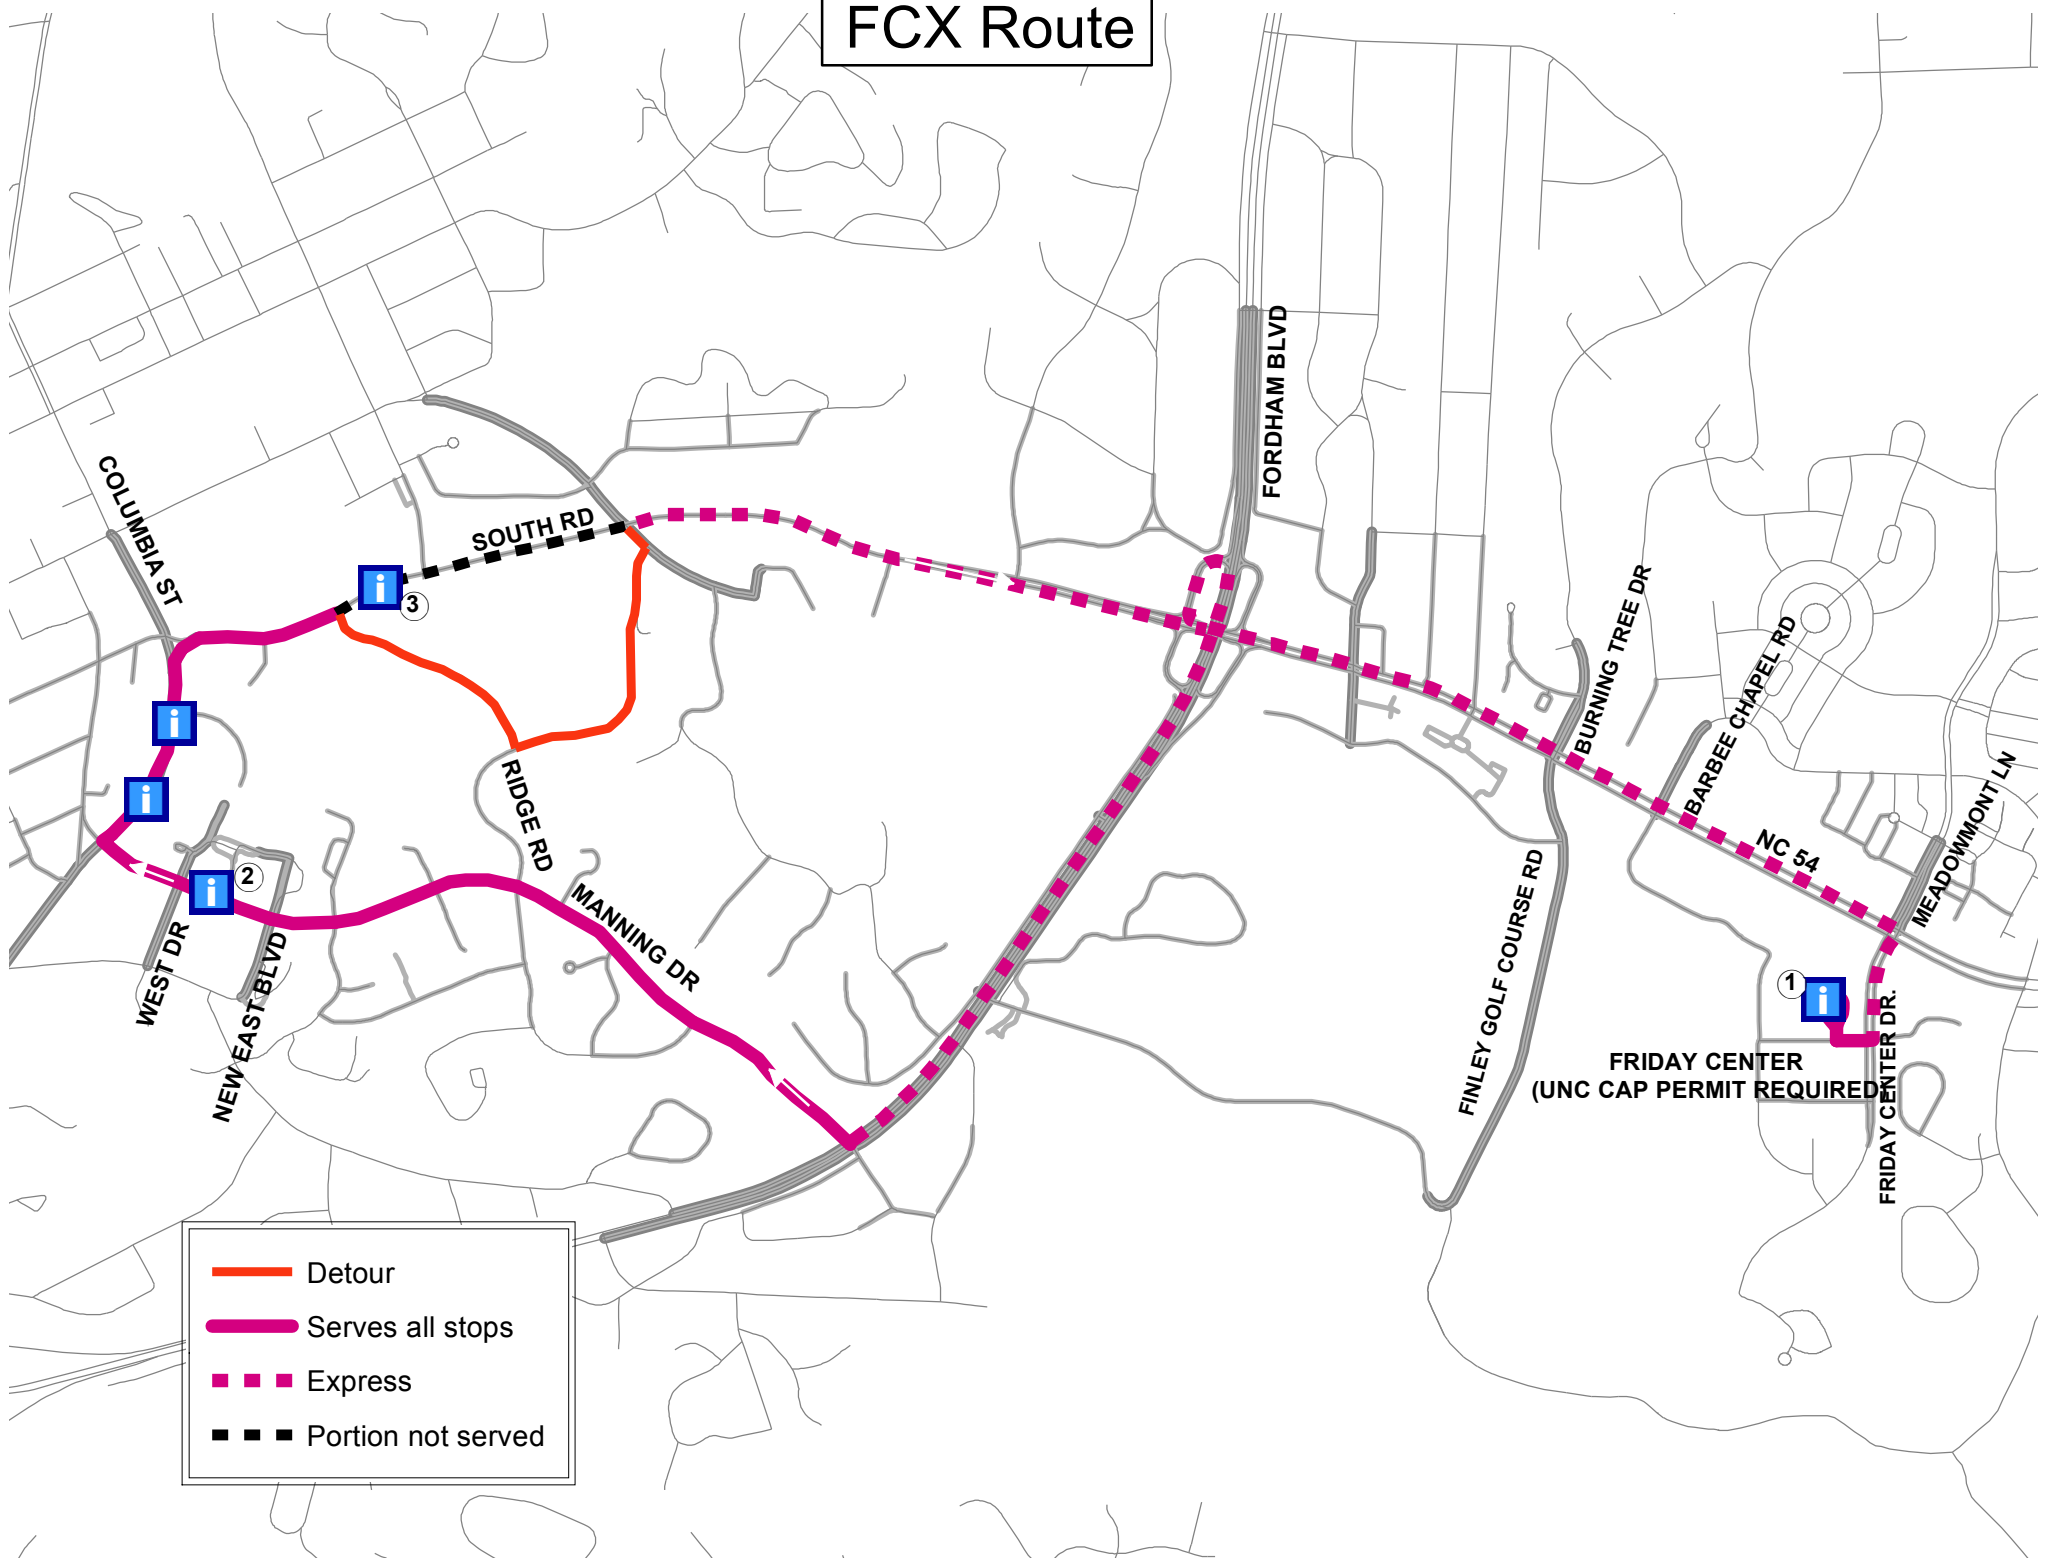 FCX Route
FORDHAM BLVD
COLUMBIA ST
SOUTH RD
3
BURNING TREE DR
BARBEE CHAPEL RD
RIDGE RD
MEADOWMONT LN
NC 54
2
MANNING DR
FINLEY GOLF COURSE RD
WEST DR
NEW EAST BLVD
1
FRIDAY CENTER DR.
FRIDAY CENTER
(UNC CAP PERMIT REQUIRED)
Detour
Serves all stops
Express
Portion not served